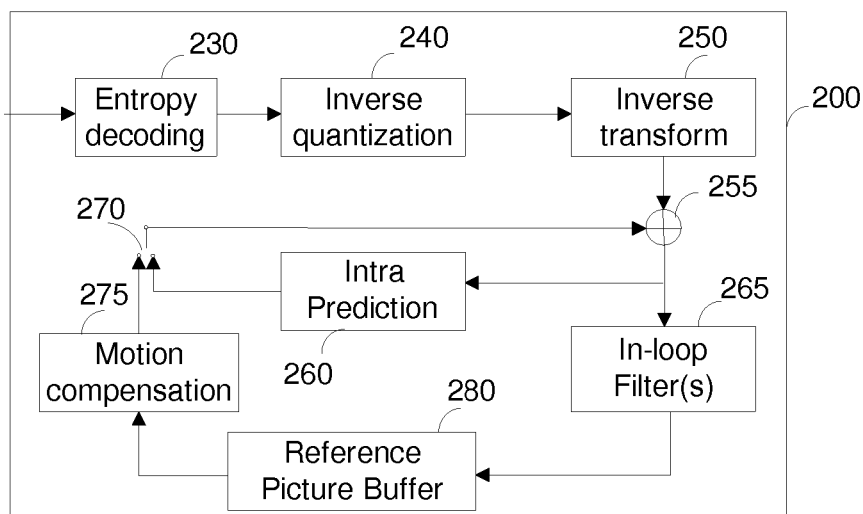 230
240
250
200
Entropy
decoding
Inverse
quantization
Inverse
transform
270
255
Intra
Prediction
260
275
265
Motion
compensation
In-loop
Filter(s)
280
Reference
Picture Buffer